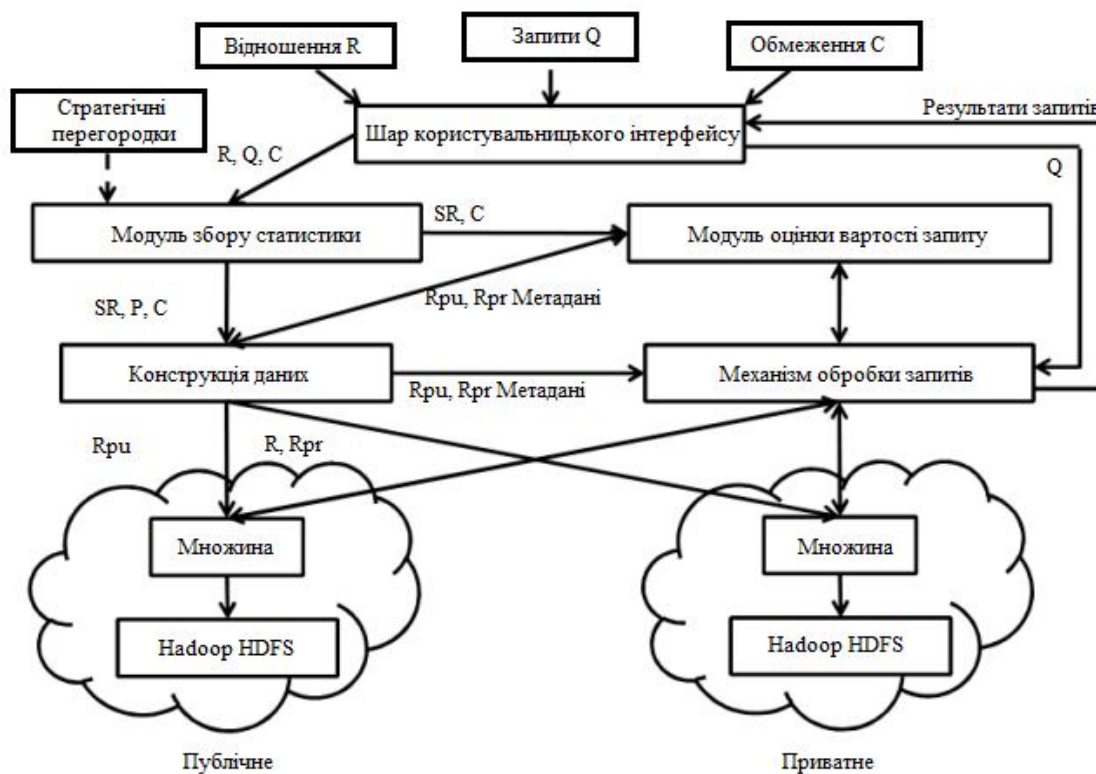 Відношення R
Запити Q
Обмеження C
Стратегічні
перегородки
Результати запитів
Шар користувальницького інтерфейсу
R, Q, C
Q
Модуль збору статистики
SR, C
Модуль оцінки вартості запиту
SR, P, C
Rpu, Rpr Метадані
Конструкція даних
Rpu, Rpr Метадані
Механізм обробки запитів
Rpu
R, Rpr
Множина
Множина
Hadoop HDFS
Hadoop HDFS
Публічне
Приватне